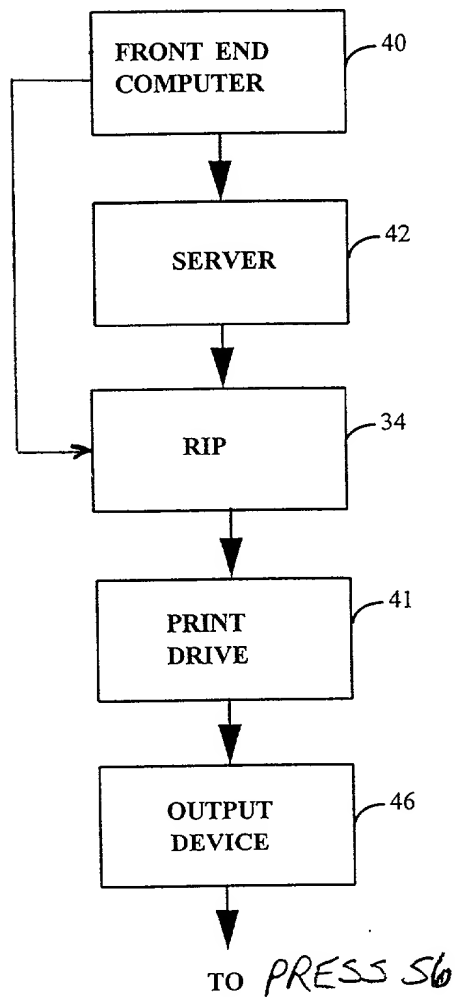 FRONT END
COMPUTER
40
SERVER
42
RIP
34
PRINT
DRIVE
41
OUTPUT
DEVICE
46
TO PRESS 56